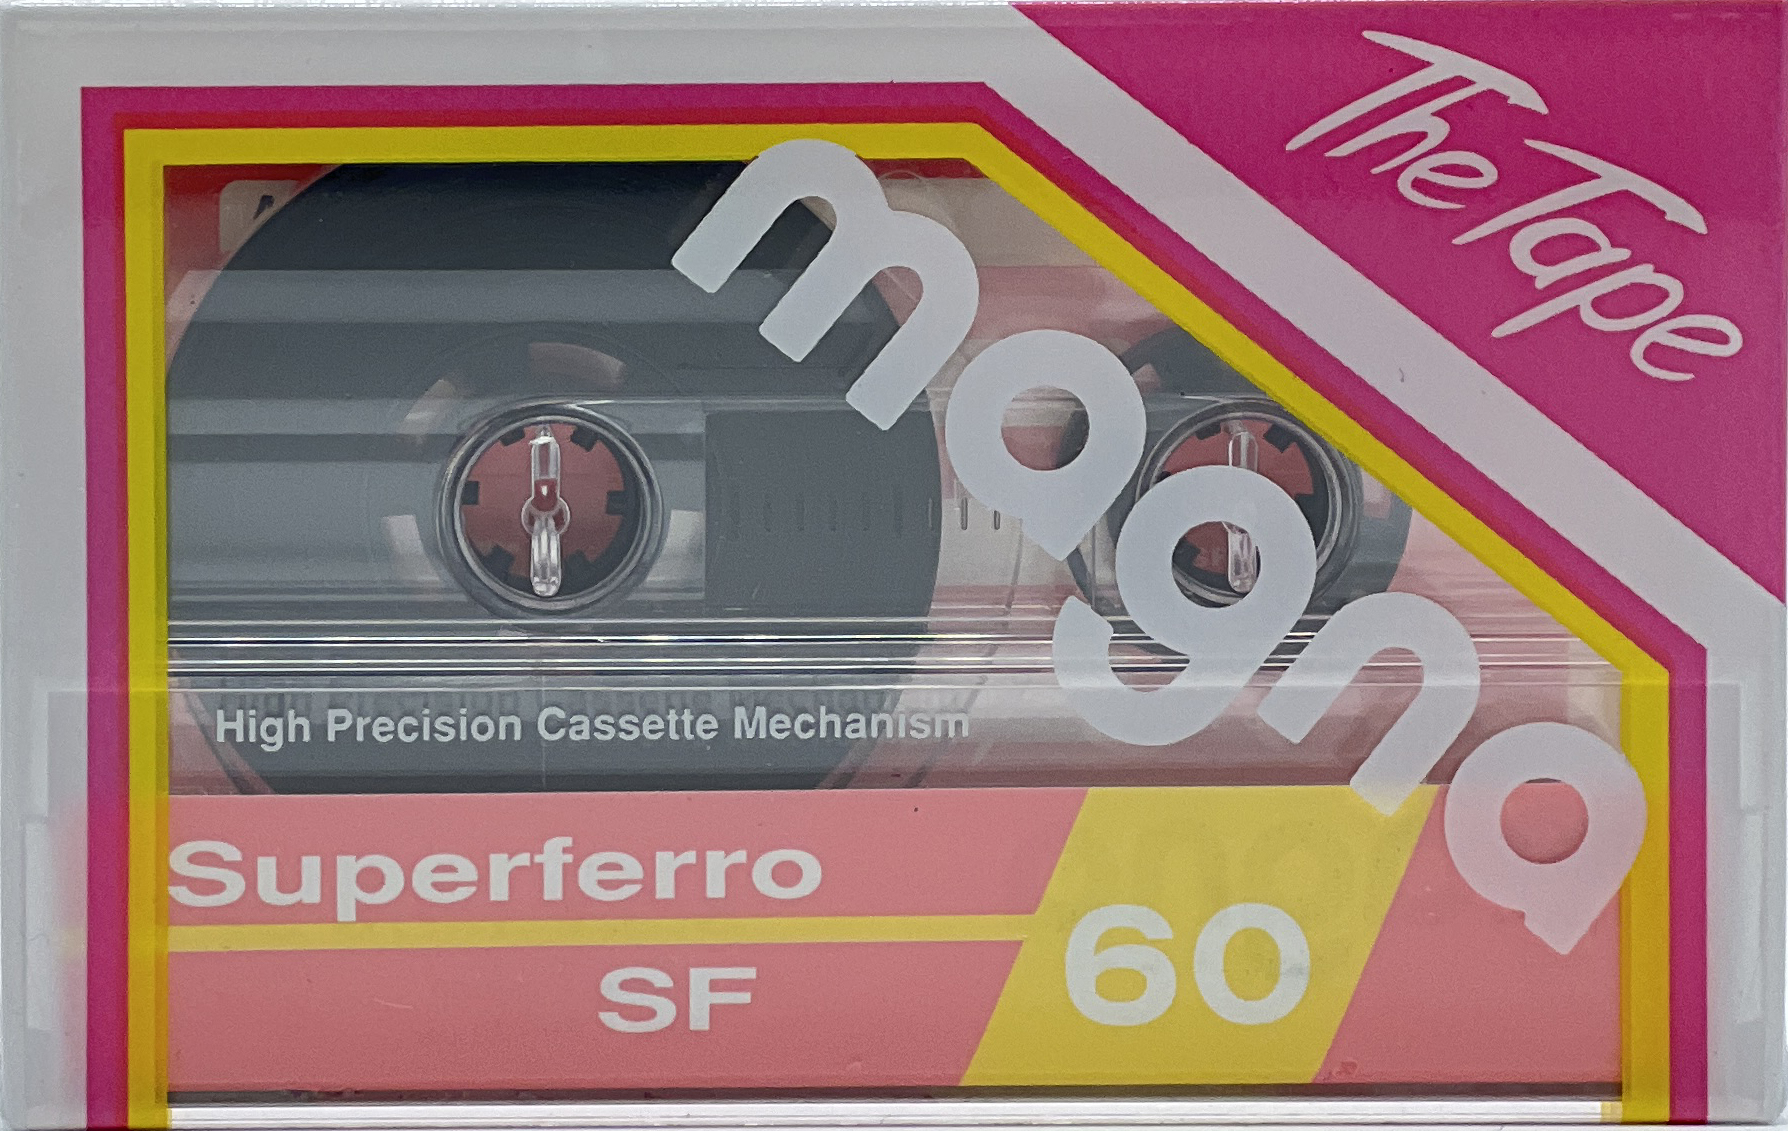 The Tape
magna
A
High Precision Cassette Mechanism
Superferro
SF
60